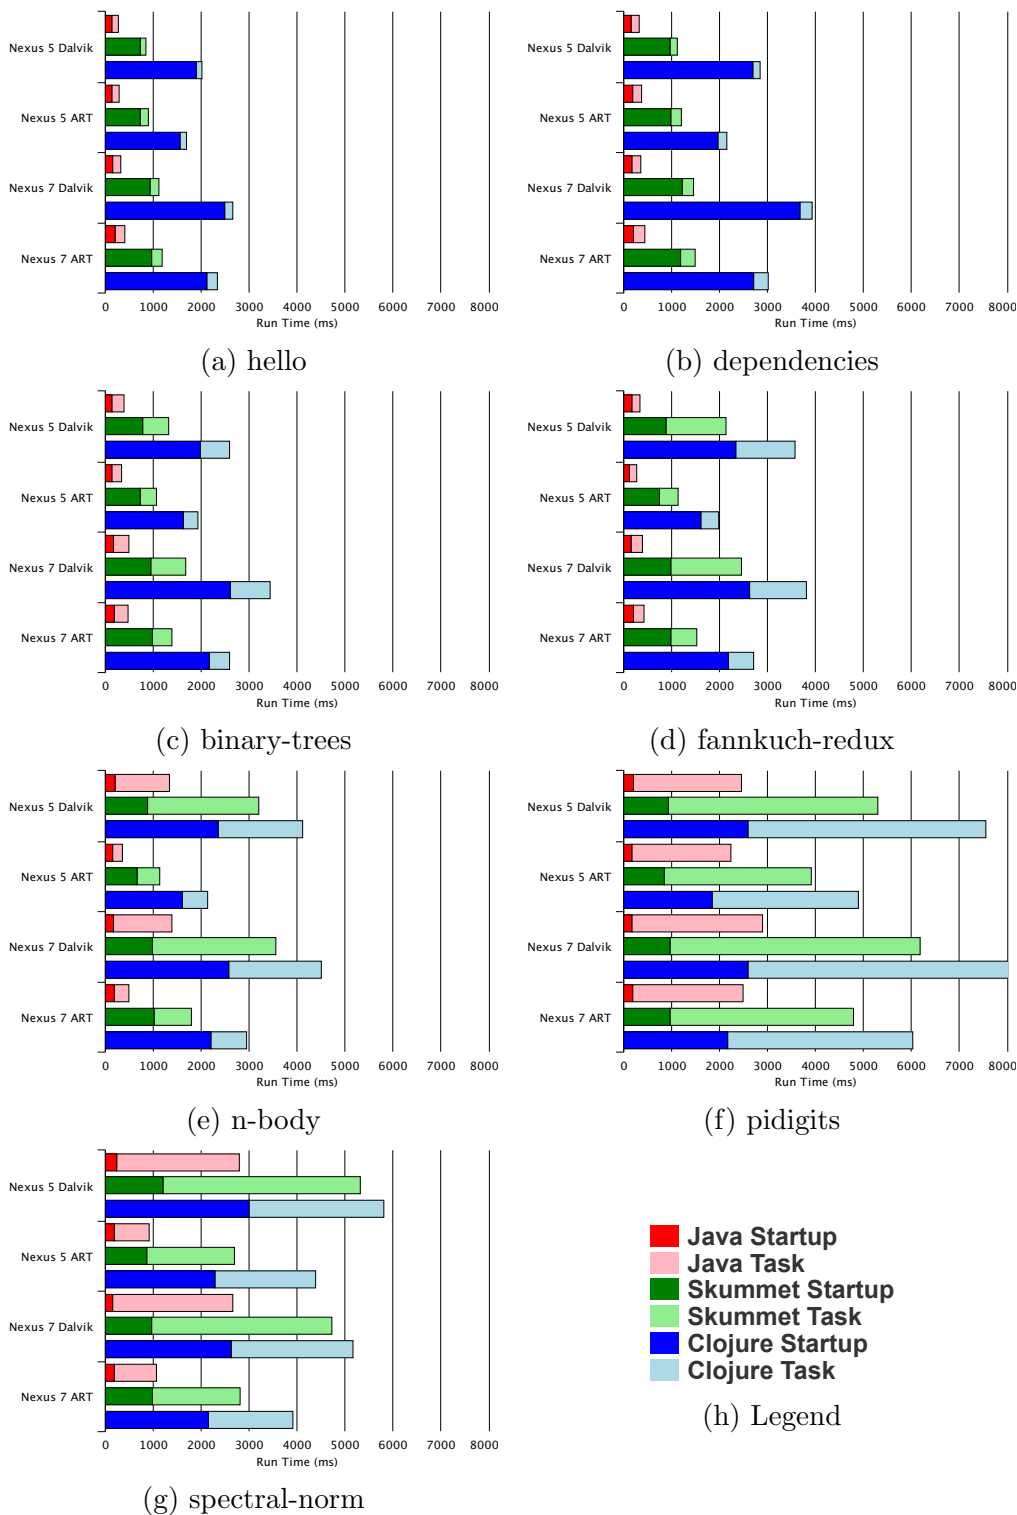 Nexus 5 Dalvik
Nexus 5 ART
Nexus 7 Dalvik
Nexus 7 ART
0 1000 2000 3000 4000 5000 6000 7000 8000
Run Time (ms)
(a) hello
Nexus 5 Dalvik
Nexus 5 ART
Nexus 7 Dalvik
Nexus 7 ART
0 1000 2000 3000 4000 5000 6000 7000 8000
Run Time (ms)
(b) dependencies
Nexus 5 Dalvik
Nexus 5 ART
Nexus 7 Dalvik
Nexus 7 ART
0 1000 2000 3000 4000 5000 6000 7000 8000
Run Time (ms)
(c) binary-trees
Nexus 5 Dalvik
Nexus 5 ART
Nexus 7 Dalvik
Nexus 7 ART
0 1000 2000 3000 4000 5000 6000 7000 8000
Run Time (ms)
(d) fannkuch-redux
Nexus 5 Dalvik
Nexus 5 ART
Nexus 7 Dalvik
Nexus 7 ART
0 1000 2000 3000 4000 5000 6000 7000 8000
Run Time (ms)
(e) n-body
Nexus 5 Dalvik
Nexus 5 ART
Nexus 7 Dalvik
Nexus 7 ART
0 1000 2000 3000 4000 5000 6000 7000 8000
Run Time (ms)
(f) pidigits
Nexus 5 Dalvik
Nexus 5 ART
Nexus 7 Dalvik
Nexus 7 ART
0 1000 2000 3000 4000 5000 6000 7000 8000
Run Time (ms)
(g) spectral-norm
Java Startup
Java Task
Skummet Startup
Skummet Task
Clojure Startup
Clojure Task
(h) Legend